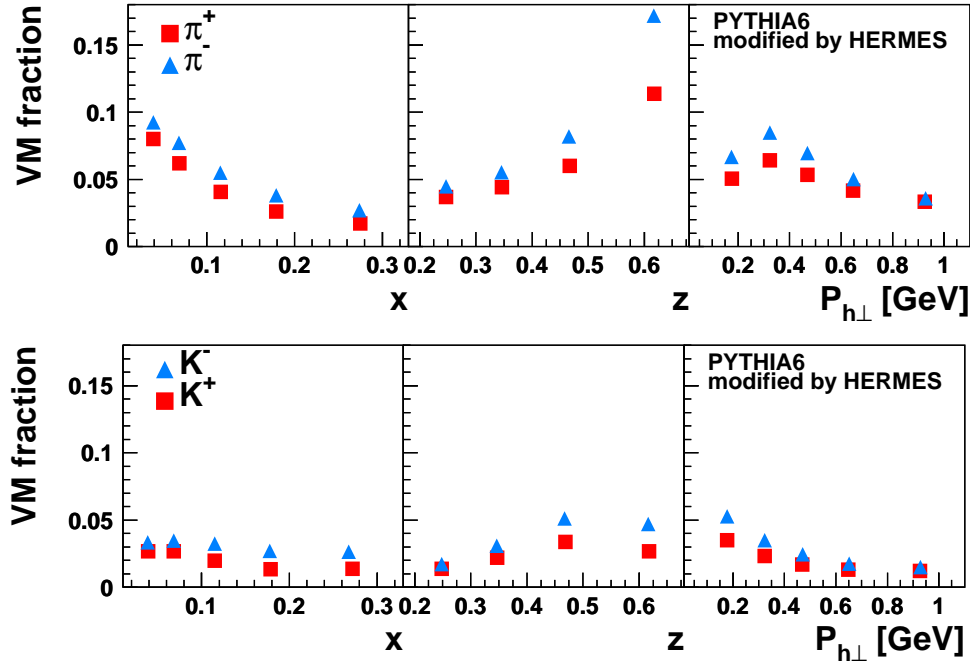 VM fraction
0.15
0.1
0.05
0
π+
π-
PYTHIA6
modified by HERMES
0.1 0.2 0.3 0.2 0.3 0.4 0.5 0.6 0.2 0.4 0.6 0.8 1
x z P_h⊥ [GeV]
VM fraction
0.15
0.1
0.05
0
K-
K+
PYTHIA6
modified by HERMES
0.1 0.2 0.3 0.2 0.3 0.4 0.5 0.6 0.2 0.4 0.6 0.8 1
x z P_h⊥ [GeV]